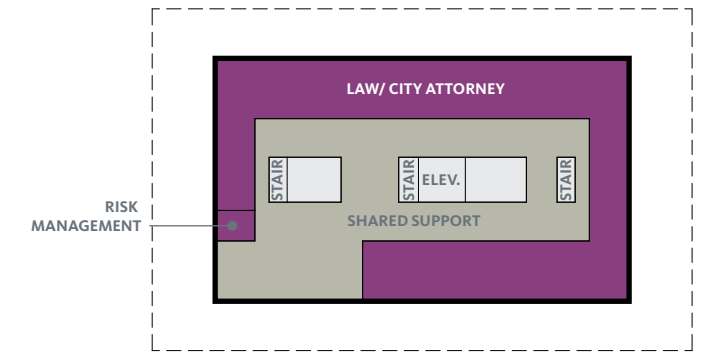 LAW/ CITY ATTORNEY
STAIR
STAIR
ELEV.
STAIR
RISK
MANAGEMENT
SHARED SUPPORT